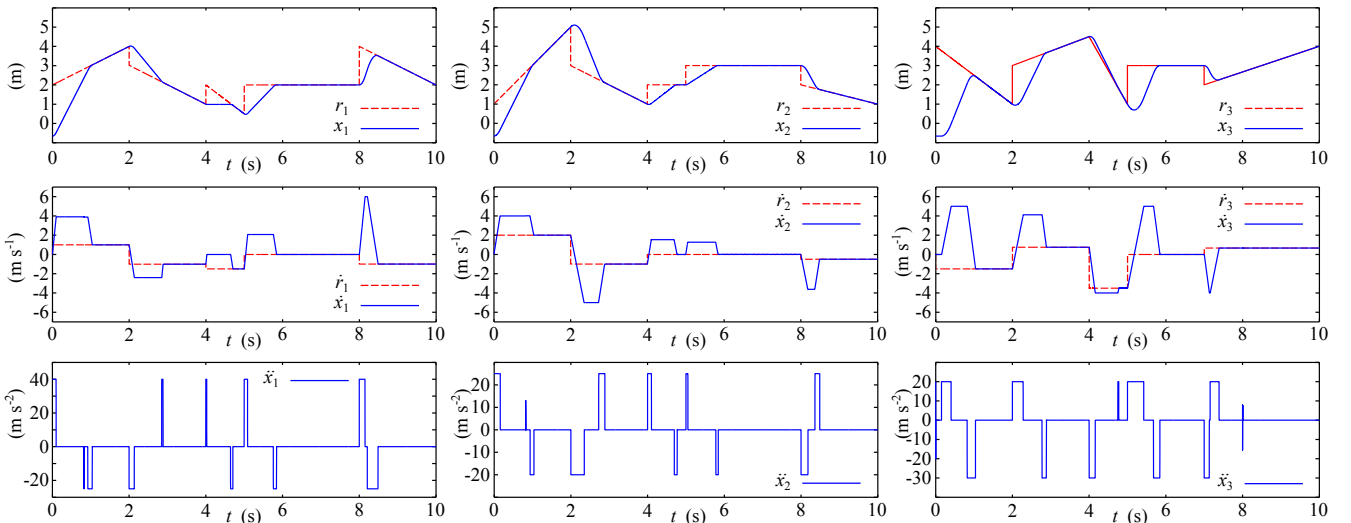 5
4
3
2
1
0
(m)
r₁
x₁
0 2 4 6 8 10
t (s)
5
4
3
2
1
0
(m)
r₂
x₂
0 2 4 6 8 10
t (s)
5
4
3
2
1
0
(m)
r₃
x₃
0 2 4 6 8 10
t (s)
6
4
2
0
-2
-4
-6
(m s⁻¹)
ṙ₁
ẋ₁
0 2 4 6 8 10
t (s)
6
4
2
0
-2
-4
-6
(m s⁻¹)
ṙ₂
ẋ₂
0 2 4 6 8 10
t (s)
6
4
2
0
-2
-4
-6
(m s⁻¹)
ṙ₃
ẋ₃
0 2 4 6 8 10
t (s)
40
20
0
-20
(m s⁻²)
ẍ₁
0 2 4 6 8 10
t (s)
20
10
0
-10
-20
(m s⁻²)
ẍ₂
0 2 4 6 8 10
t (s)
20
10
0
-10
-20
-30
(m s⁻²)
ẍ₃
0 2 4 6 8 10
t (s)